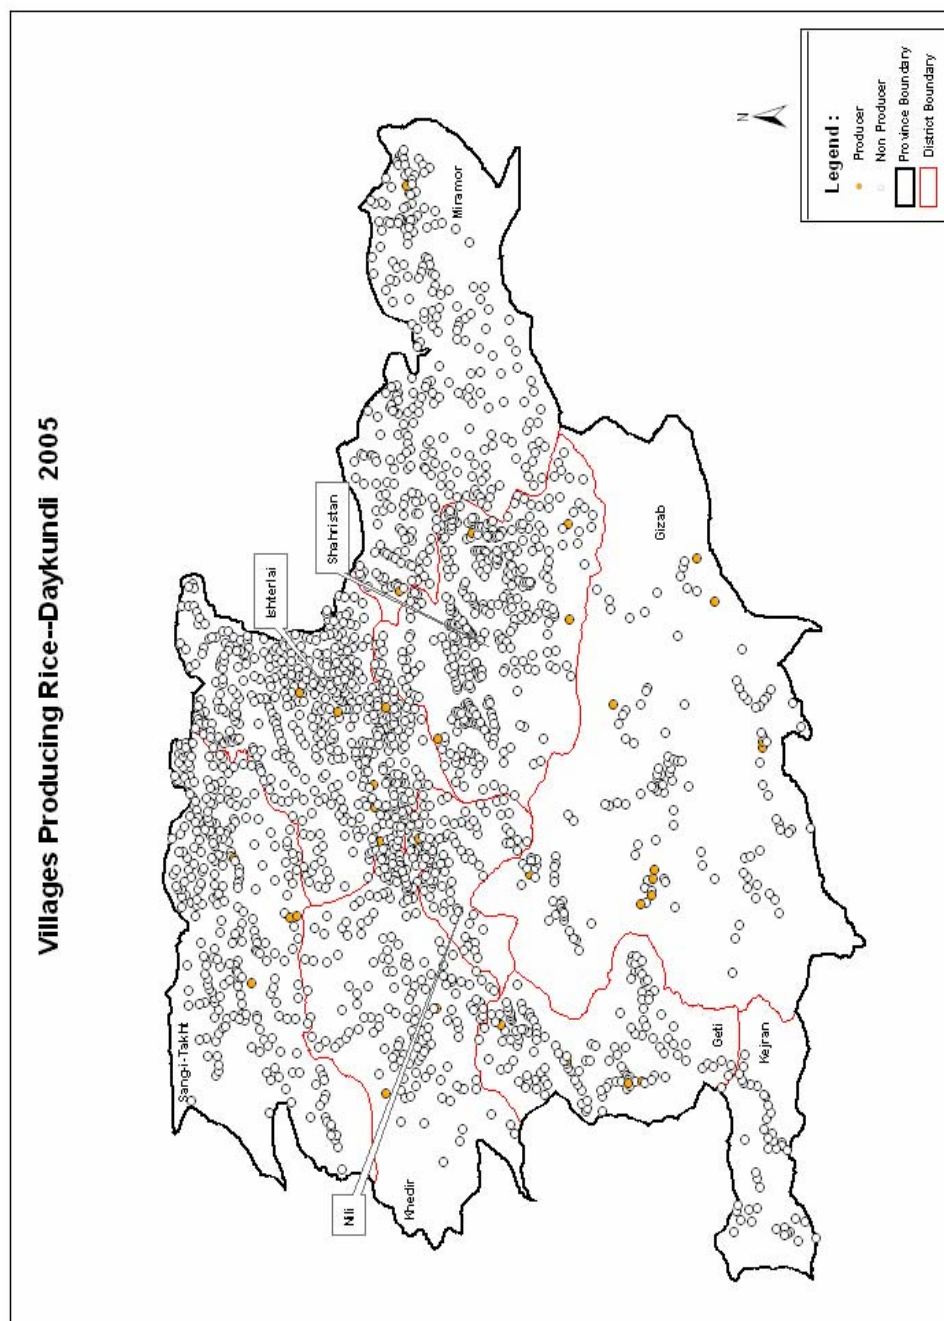 Villages Producing Rice--Daykundi 2005
N
Legend :
Producer
Non Producer
Province Boundary
District Boundary
Sang-i-Takht
Ishterlai
Shahristan
Miramor
Nili
Khedir
Gizab
Geti
Kejran